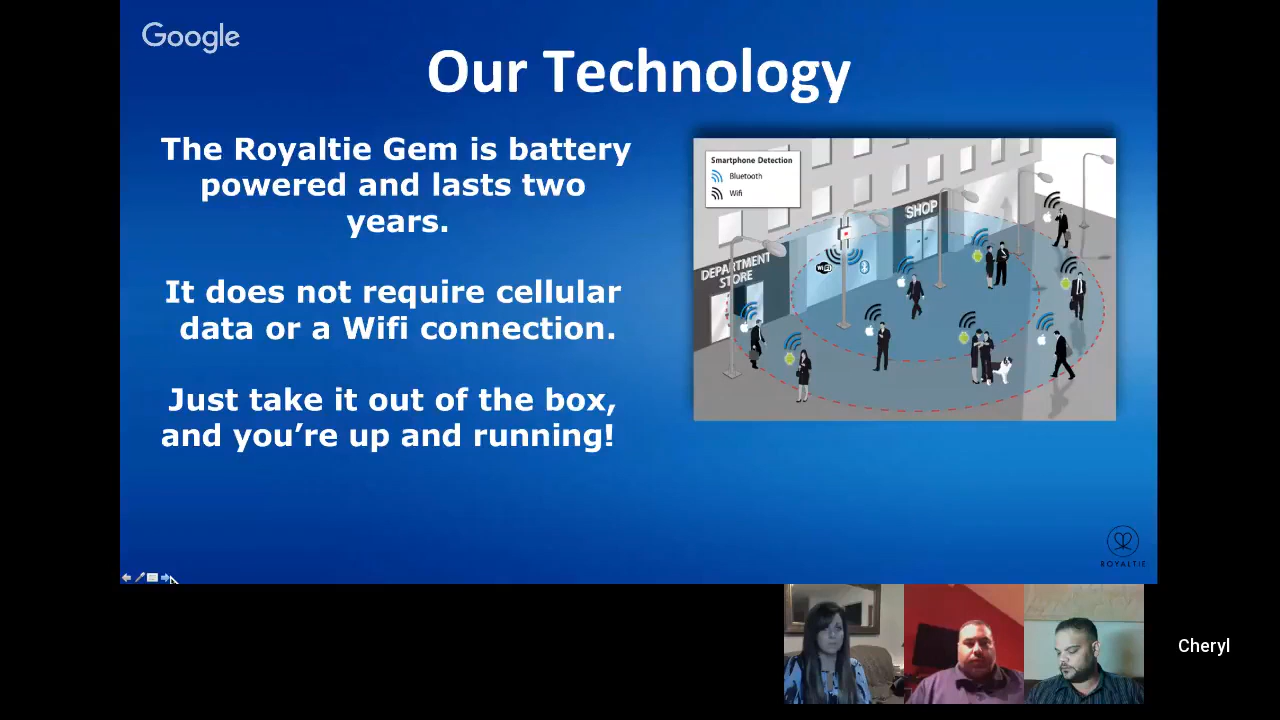 Google
Our Technology
The Royaltie Gem is battery
powered and lasts two
years.
It does not require cellular
data or a Wifi connection.
Just take it out of the box,
and you’re up and running!
Smartphone Detection
Bluetooth
Wifi
SHOP
DEPARTMENT
STORE
WiFi
ROYALTIE
Cheryl